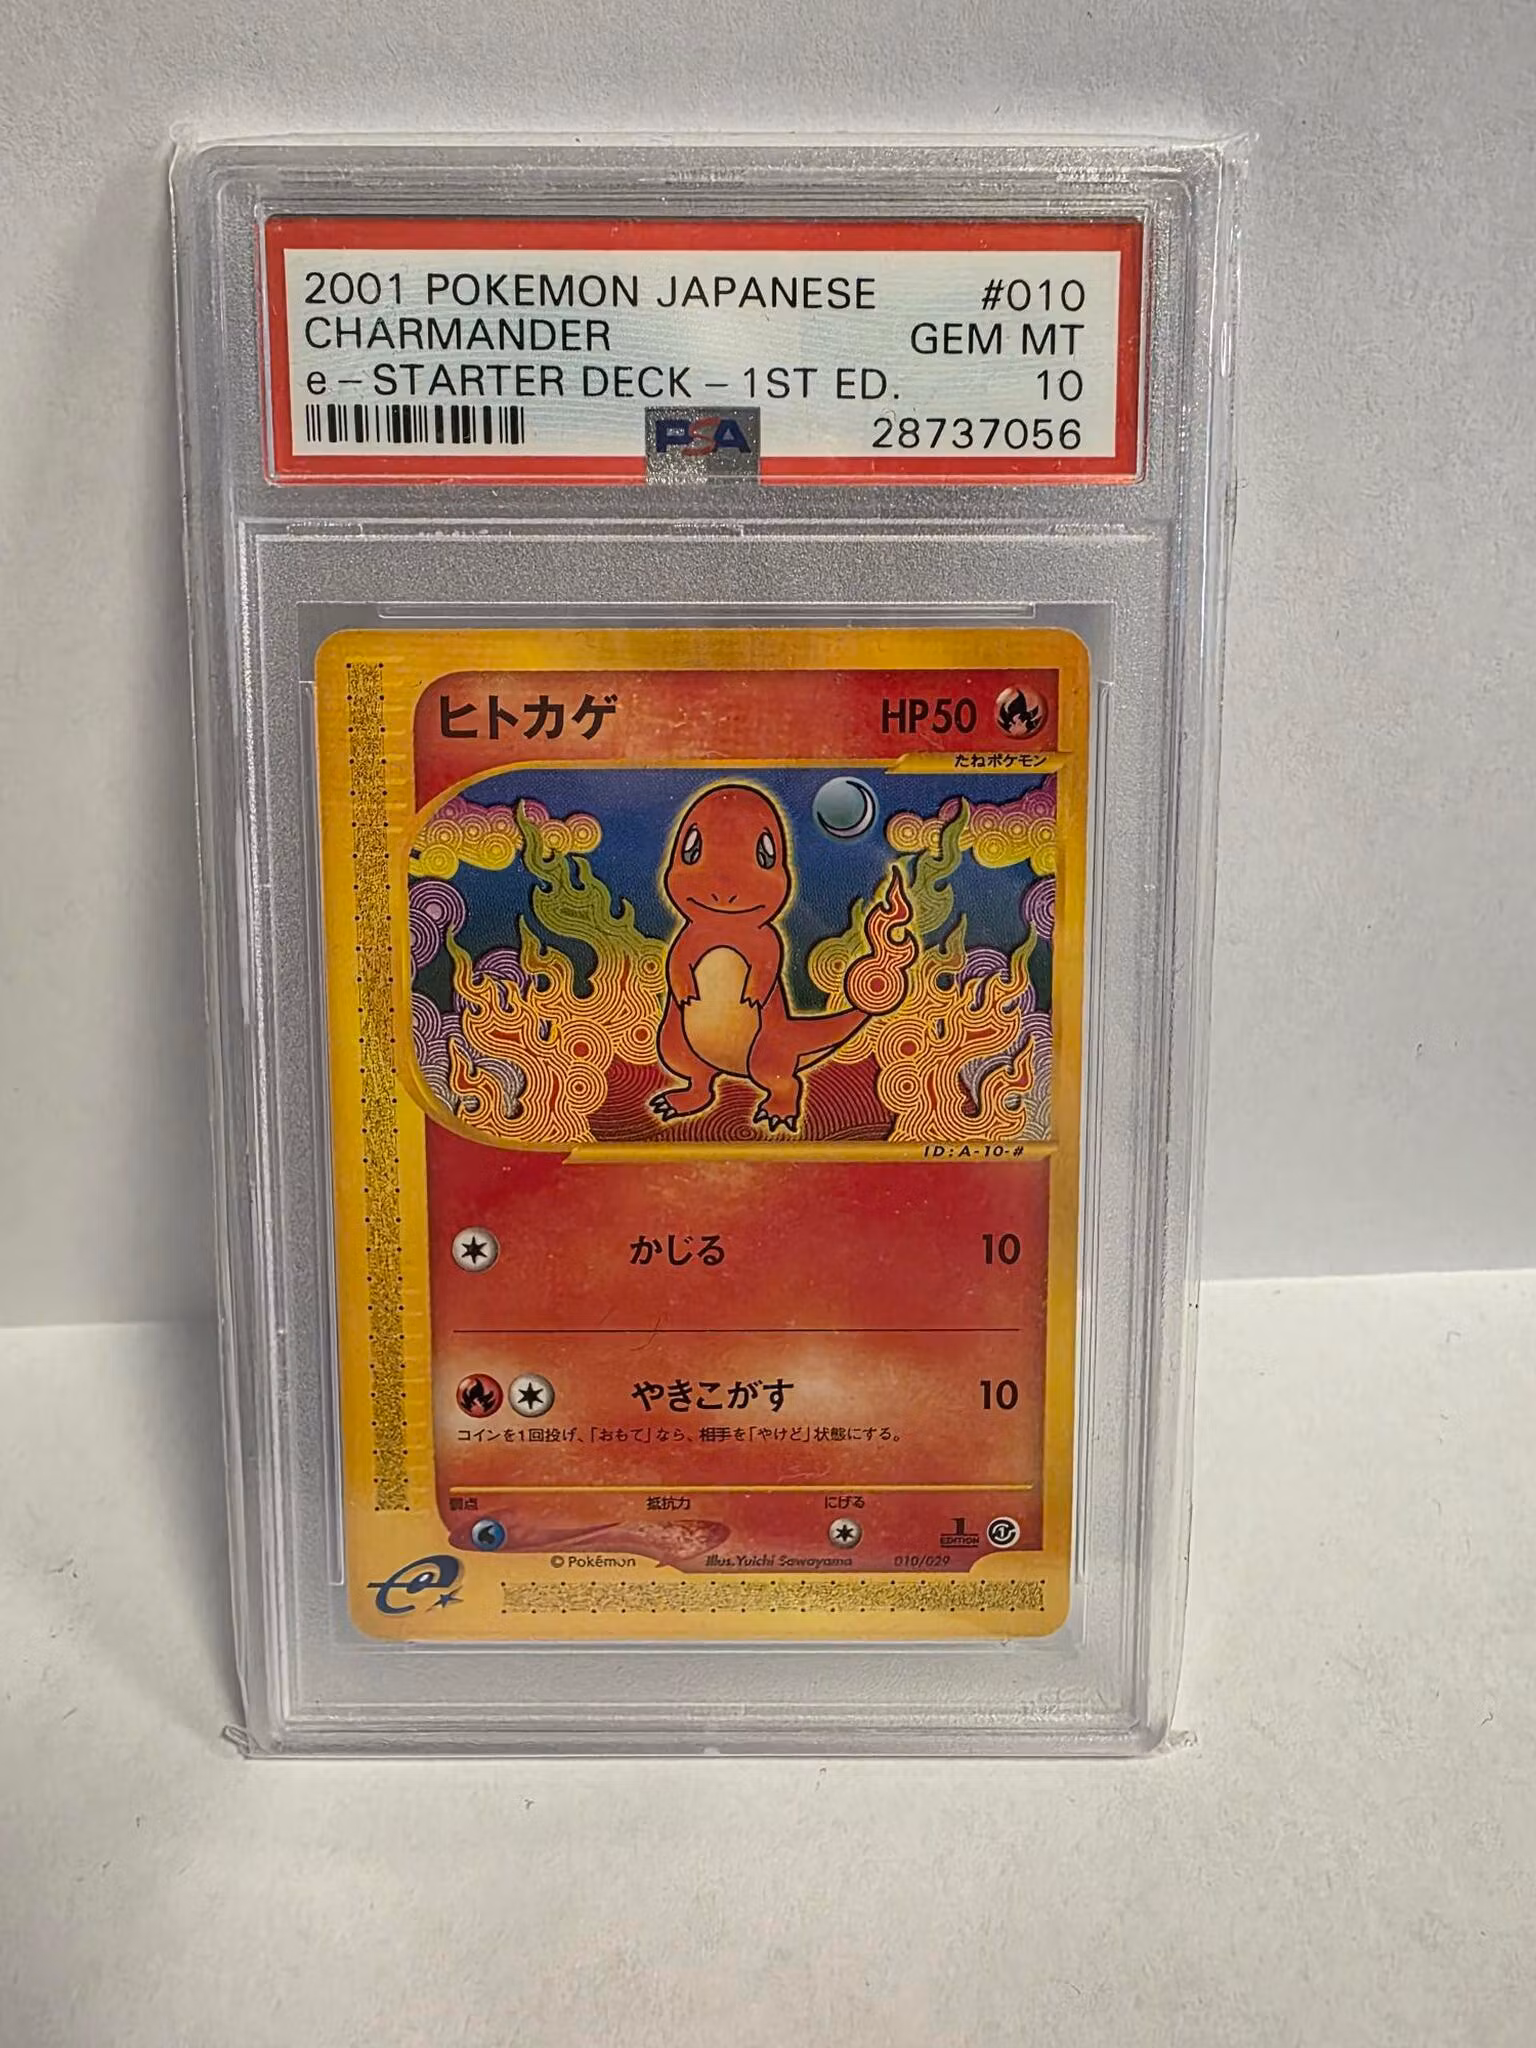 2001 POKEMON JAPANESE #010
CHARMANDER GEM MT
e-STARTER DECK - 1ST ED. 10
PSA 28737056
ヒトカゲ HP50
たねポケモン
ID:A-10-#
かじる 10
やきこがす 10
コインを1回投げ、「おもて」なら、相手を「やけど」状態にする。
弱点 抵抗力 にげる
1 EDITION
© Pokémon Illus. Yuichi Sawayama 010/029
e